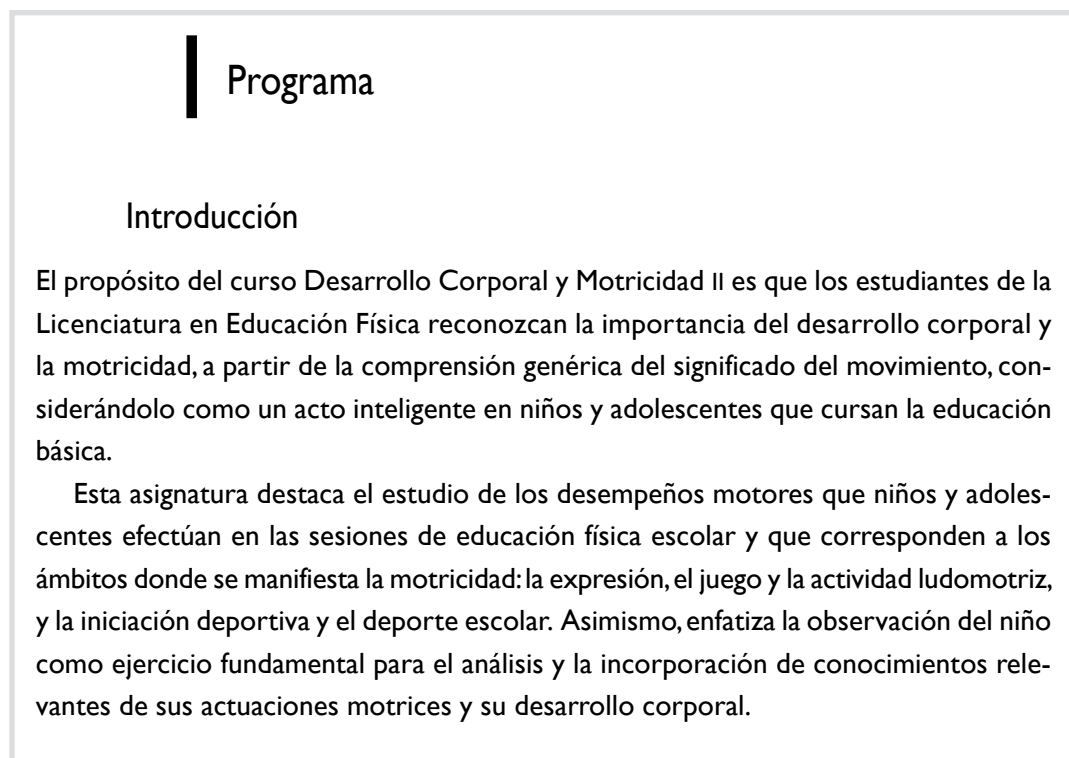 Programa
Introducción
El propósito del curso Desarrollo Corporal y Motricidad II es que los estudiantes de la
Licenciatura en Educación Física reconozcan la importancia del desarrollo corporal y
la motricidad, a partir de la comprensión genérica del significado del movimiento, con-
siderándolo como un acto inteligente en niños y adolescentes que cursan la educación
básica.
Esta asignatura destaca el estudio de los desempeños motores que niños y adoles-
centes efectúan en las sesiones de educación física escolar y que corresponden a los
ámbitos donde se manifiesta la motricidad: la expresión, el juego y la actividad ludomotriz,
y la iniciación deportiva y el deporte escolar. Asimismo, enfatiza la observación del niño
como ejercicio fundamental para el análisis y la incorporación de conocimientos rele-
vantes de sus actuaciones motrices y su desarrollo corporal.